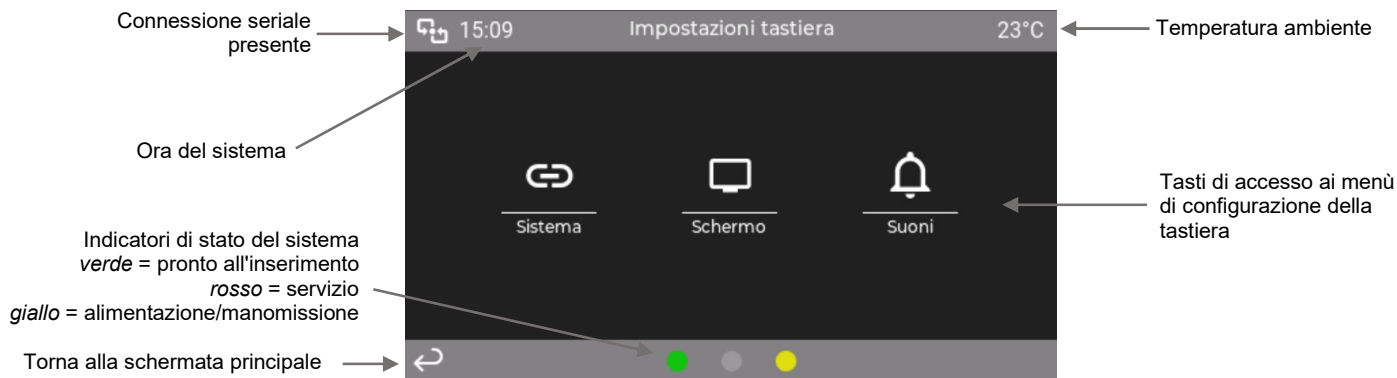 Connessione seriale
presente
15:09
Impostazioni tastiera
23°C
Temperatura ambiente
Ora del sistema
Sistema
Schermo
Suoni
Tasti di accesso ai menù
di configurazione della
tastiera
Indicatori di stato del sistema
verde = pronto all'inserimento
rosso = servizio
giallo = alimentazione/manomissione
Torna alla schermata principale